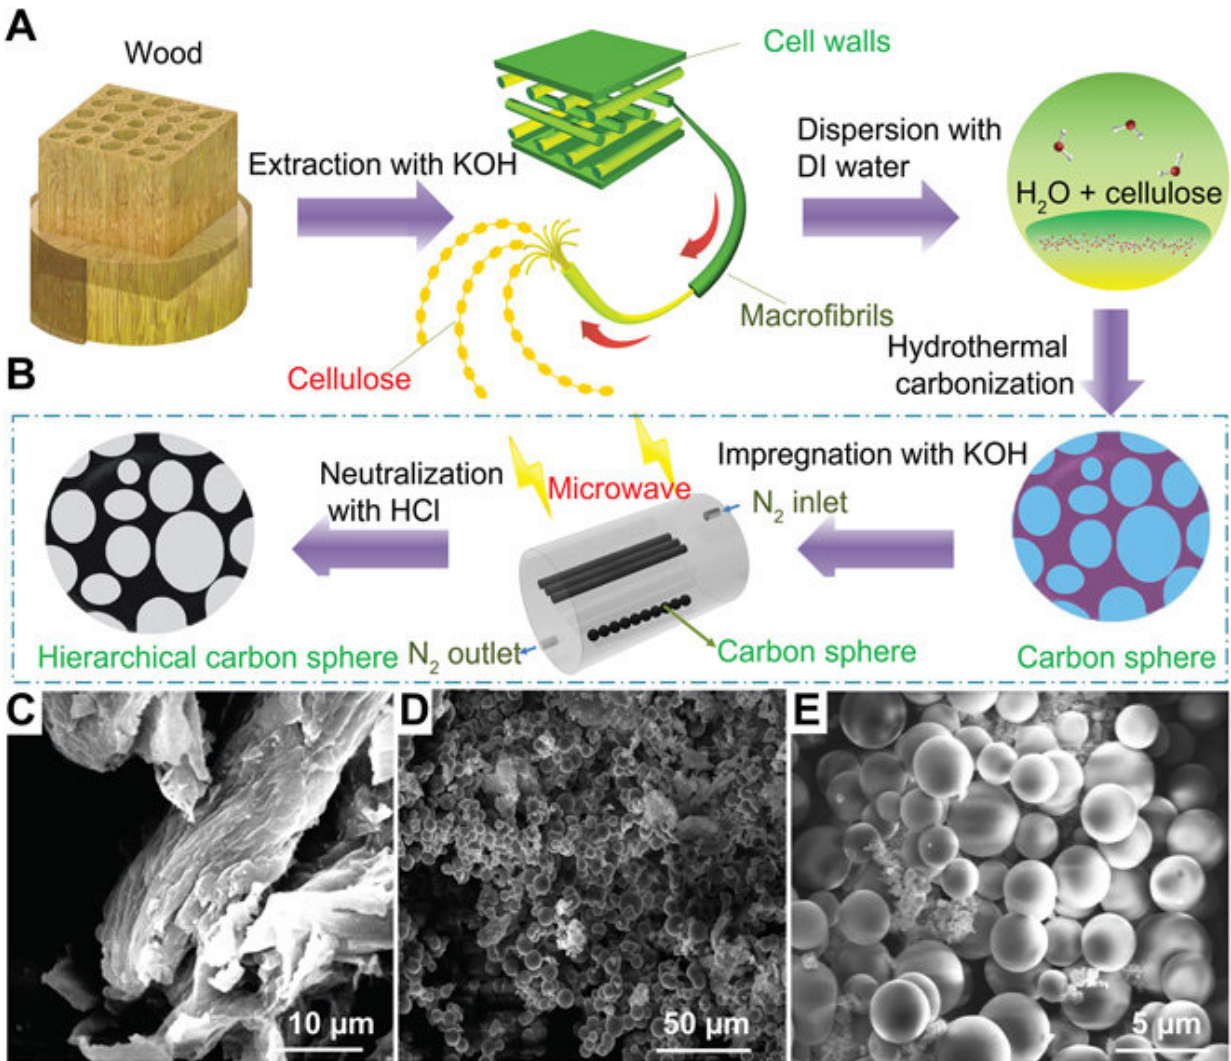 A
Wood
Extraction with KOH
Cell walls
Dispersion with
DI water
H₂O + cellulose
Macrofibrils
Cellulose
Hydrothermal
carbonization
B
Neutralization
with HCl
Microwave
Impregnation with KOH
N₂ inlet
Hierarchical carbon sphere
N₂ outlet
Carbon sphere
Carbon sphere
C
10 µm
D
50 µm
E
5 µm